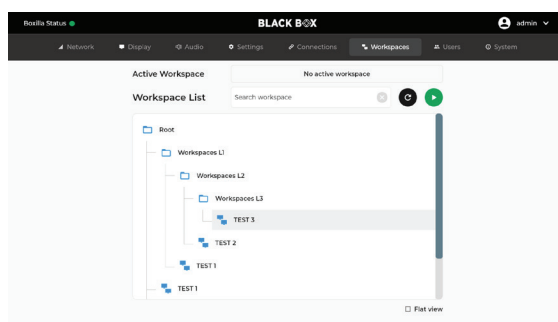 Boxilla Status BLACK BOX admin
Network Display Audio Settings Connections Workspaces Users System
Active Workspace No active workspace
Workspace List Search workspace
Root
Workspaces L1
Workspaces L2
Workspaces L3
TEST 3
TEST 2
TEST 1
TEST 1
Flat view